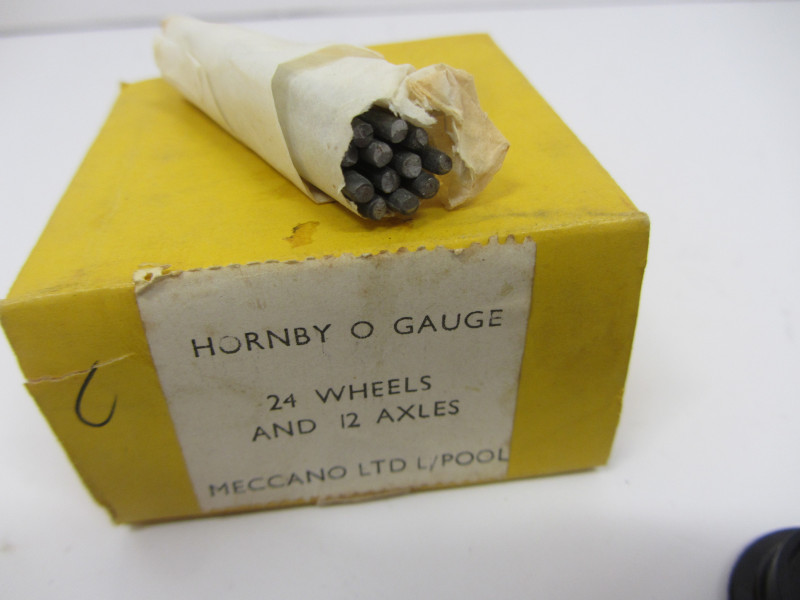 HORNBY O GAUGE
24 WHEELS
AND 12 AXLES
MECCANO LTD L/POOL